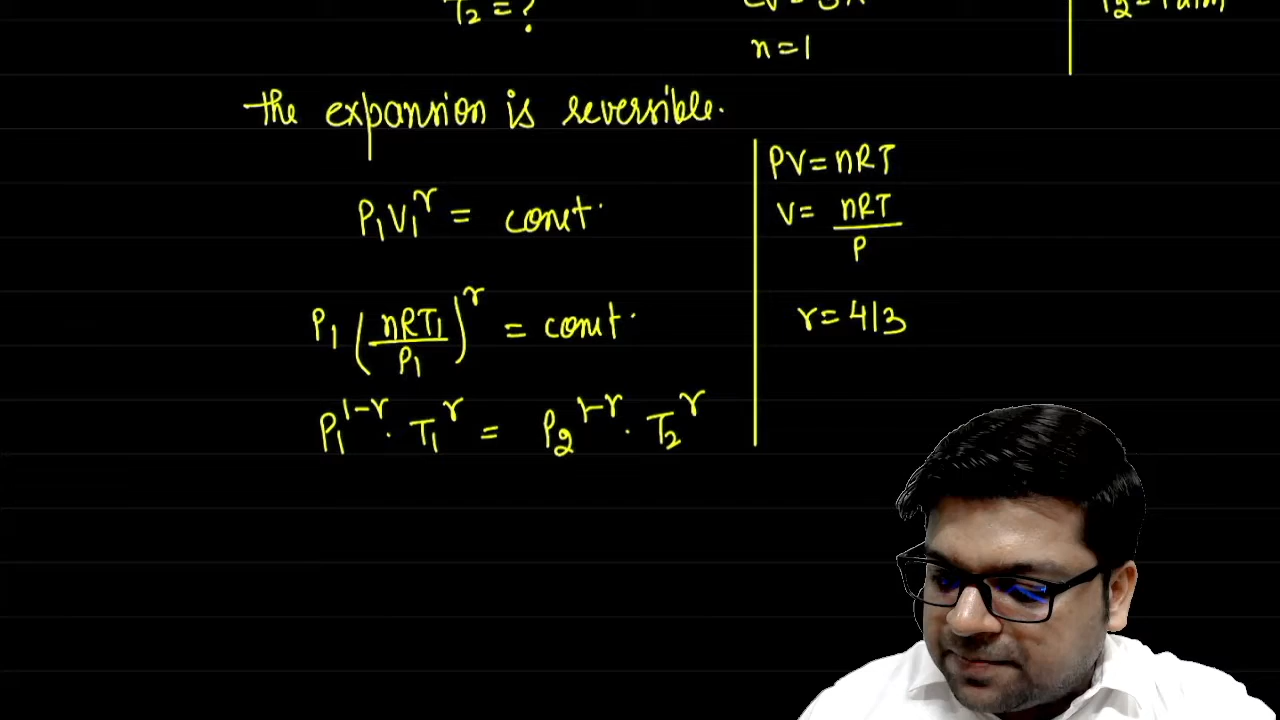 T₂ = ?
n = 1
the expansion is reversible.
P₁V₁^r = const.
P₁ (nRT₁/P₁)^r = const.
P₁^1-r . T₁^r = P₂^1-r . T₂^r
PV = nRT
V = nRT/P
r = 4/3